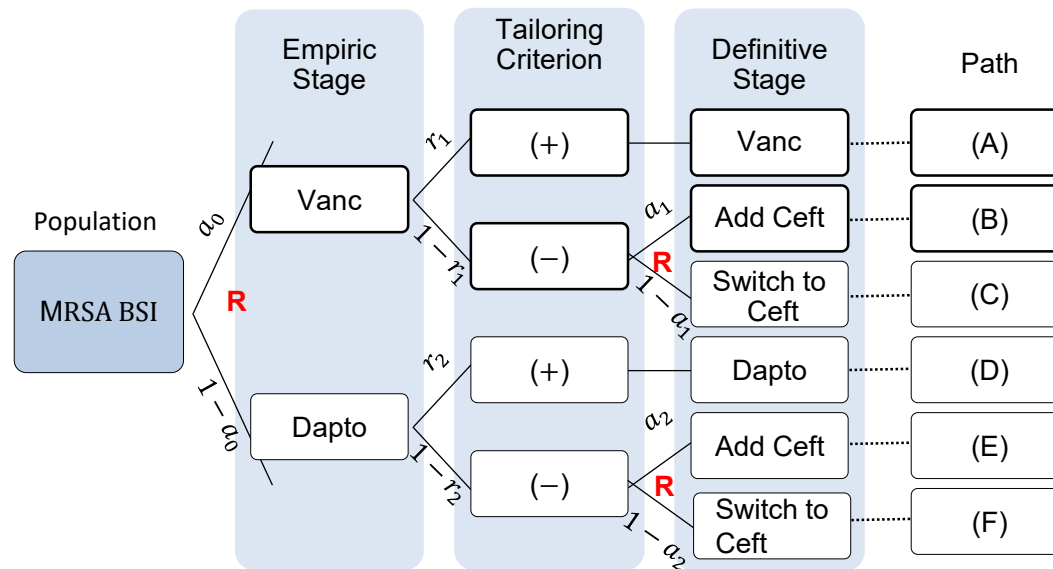 Empiric
Stage
Tailoring
Criterion
Definitive
Stage
Path
Population
MRSA BSI
R
a₀
1 − a₀
Vanc
r₁
1 − r₁
(+)
Vanc
(A)
(−)
R
a₁
1 − a₁
Add Ceft
(B)
Switch to
Ceft
(C)
Dapto
r₂
1 − r₂
(+)
Dapto
(D)
(−)
R
a₂
1 − a₂
Add Ceft
(E)
Switch to
Ceft
(F)